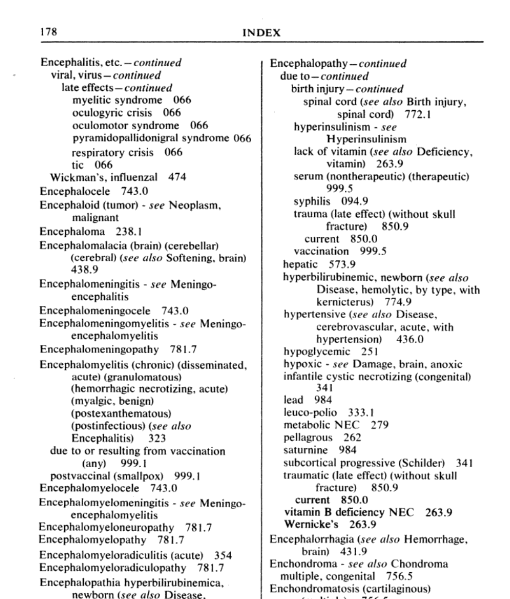 178
INDEX
Encephalitis, etc. – continued
viral, virus – continued
late effects – continued
myelitic syndrome 066
oculogyric crisis 066
oculomotor syndrome 066
pyramidopallidonigral syndrome 066
respiratory crisis 066
tic 066
Wickman's, influenzal 474
Encephalocele 743.0
Encephaloid (tumor) - see Neoplasm,
malignant
Encephaloma 238.1
Encephalomalacia (brain) (cerebellar)
(cerebral) (see also Softening, brain)
438.9
Encephalomeningitis - see Meningo-
encephalitis
Encephalomeningocele 743.0
Encephalomeningomyelitis - see Meningo-
encephalomyelitis
Encephalomeningopathy 781.7
Encephalomyelitis (chronic) (disseminated,
acute) (granulomatous)
(hemorrhagic necrotizing, acute)
(myalgic, benign)
(postexanthematous)
(postinfectious) (see also
Encephalitis) 323
due to or resulting from vaccination
(any) 999.1
postvaccinal (smallpox) 999.1
Encephalomyelocele 743.0
Encephalomyelomeningitis - see Meningo-
encephalomyelitis
Encephalomyeloneuropathy 781.7
Encephalomyelopathy 781.7
Encephalomyeloradiculitis (acute) 354
Encephalomyeloradiculopathy 781.7
Encephalopathia hyperbilirubinemica,
newborn (see also Disease,
Encephalopathy – continued
due to – continued
birth injury – continued
spinal cord (see also Birth injury,
spinal cord) 772.1
hyperinsulinism - see
Hyperinsulinism
lack of vitamin (see also Deficiency,
vitamin) 263.9
serum (nontherapeutic) (therapeutic)
999.5
syphilis 094.9
trauma (late effect) (without skull
fracture) 850.9
current 850.0
vaccination 999.5
hepatic 573.9
hyperbilirubinemic, newborn (see also
Disease, hemolytic, by type, with
kernicterus) 774.9
hypertensive (see also Disease,
cerebrovascular, acute, with
hypertension) 436.0
hypoglycemic 251
hypoxic - see Damage, brain, anoxic
infantile cystic necrotizing (congenital)
341
lead 984
leuco-polio 333.1
metabolic NEC 279
pellagrous 262
saturnine 984
subcortical progressive (Schilder) 341
traumatic (late effect) (without skull
fracture) 850.9
current 850.0
vitamin B deficiency NEC 263.9
Wernicke's 263.9
Encephalorrhagia (see also Hemorrhage,
brain) 431.9
Enchondroma - see also Chondroma
multiple, congenital 756.5
Enchondromatosis (cartilaginous)